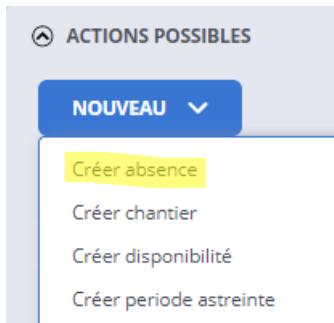 ACTIONS POSSIBLES
NOUVEAU
Créer absence
Créer chantier
Créer disponibilité
Créer periode astreinte